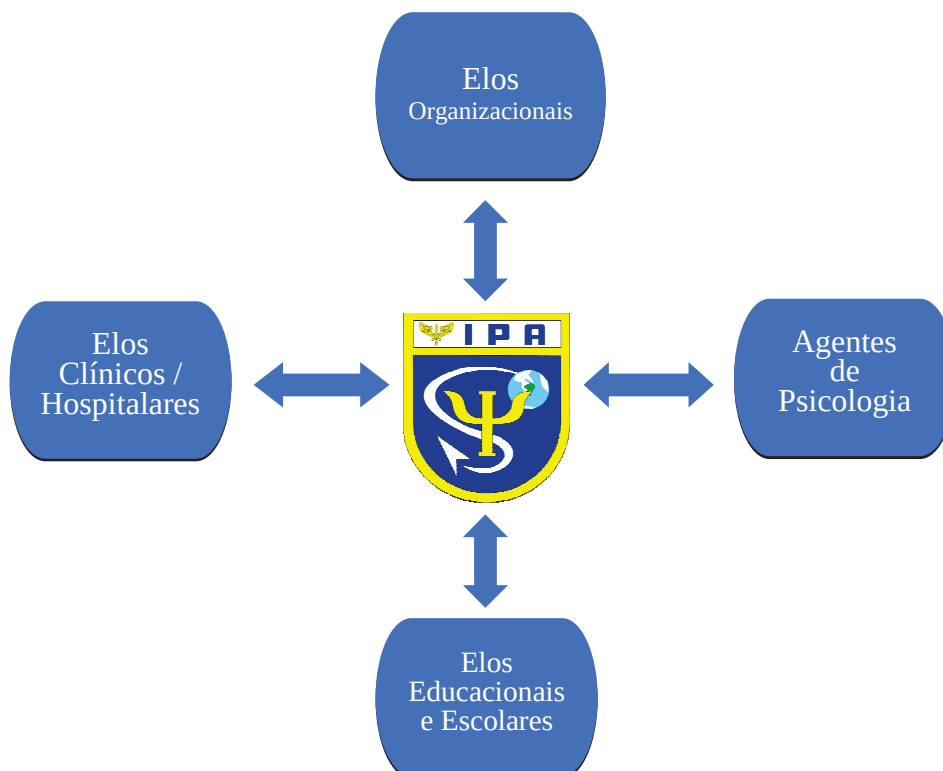 Elos
Organizacionais
Elos
Clínicos /
Hospitalares
IPA
Agentes
de
Psicologia
Elos
Educacionais
e Escolares